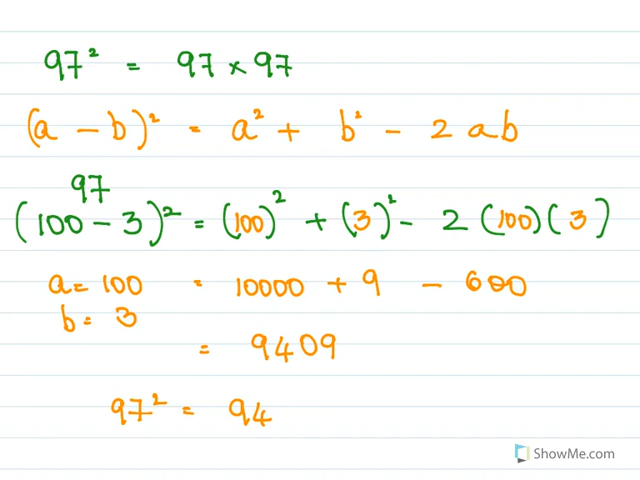 97² = 97 × 97
(a - b)² = a² + b² - 2ab
97
(100 - 3)² = (100)² + (3)² - 2(100)(3)
a = 100 = 10000 + 9 - 600
b = 3
= 9409
97² = 94
ShowMe.com